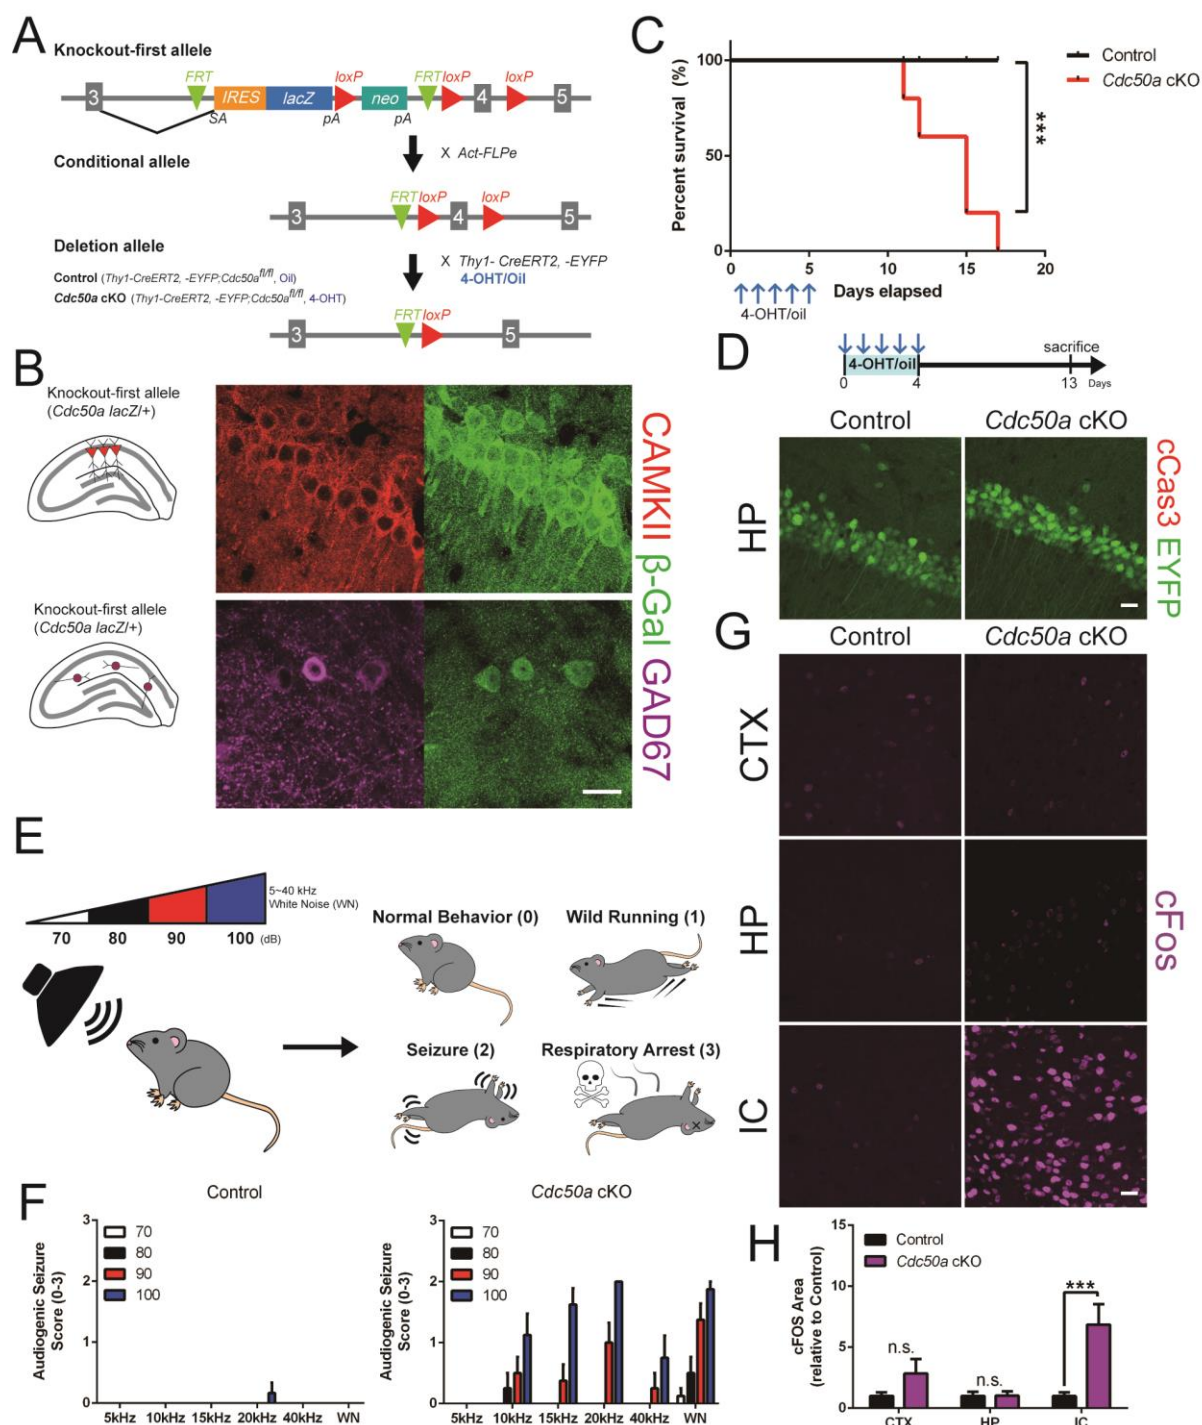 A
Knockout-first allele
FRT
loxP
FRT loxP
loxP
3
IRES
lacZ
neo
4
5
SA
pA
pA
X Act-FLPe
Conditional allele
FRT loxP
loxP
3
4
5
Deletion allele
X Thy1- CreERT2, -EYFP
4-OHT/Oil
Control (Thy1-CreERT2, -EYFP;Cdc50a fl/fl, Oil)
Cdc50a cKO (Thy1-CreERT2, -EYFP;Cdc50a fl/fl, 4-OHT)
FRT loxP
3
5
B
Knockout-first allele
(Cdc50a lacZ/+)
Knockout-first allele
(Cdc50a lacZ/+)
CAMKII β-Gal GAD67
C
Control
Cdc50a cKO
Percent survival (%)
100
50
0
***
0
5
10
15
20
Days elapsed
4-OHT/oil
D
4-OHT/oil
sacrifice
0
4
13
Days
Control
Cdc50a cKO
HP
cCas3 EYFP
E
5~40 kHz
White Noise (WN)
70
80
90
100
(dB)
Normal Behavior (0)
Wild Running (1)
Seizure (2)
Respiratory Arrest (3)
F
Control
Audiogenic Seizure
Score (0-3)
3
2
1
0
70
80
90
100
5kHz
10kHz
15kHz
20kHz
40kHz
WN
Cdc50a cKO
Audiogenic Seizure
Score (0-3)
3
2
1
0
70
80
90
100
5kHz
10kHz
15kHz
20kHz
40kHz
WN
G
Control
Cdc50a cKO
CTX
HP
IC
cFos
H
Control
Cdc50a cKO
cFOS Area
(relative to Control)
15
10
5
0
n.s.
n.s.
***
CTX
HP
IC